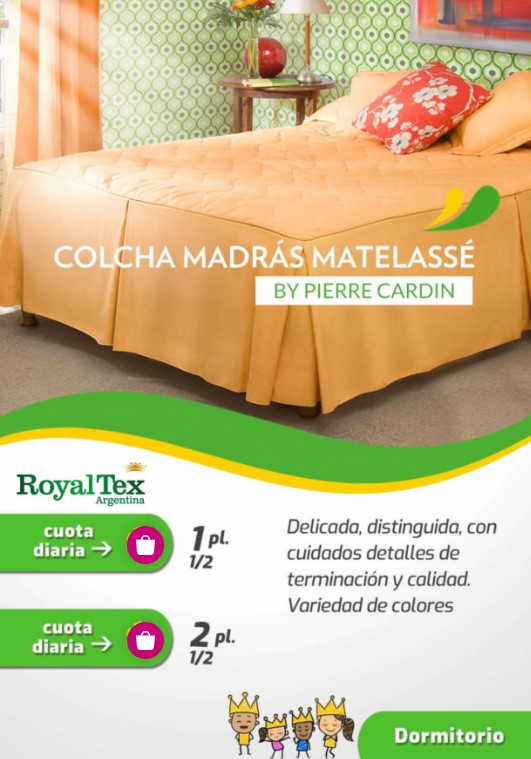 COLCHA MADRÁS MATELASSÉ
BY PIERRE CARDIN
RoyalTex
Argentina
cuota
diaria →
1 pl.
1/2
Delicada, distinguida, con
cuidados detalles de
terminación y calidad.
Variedad de colores
cuota
diaria →
2 pl.
1/2
Dormitorio